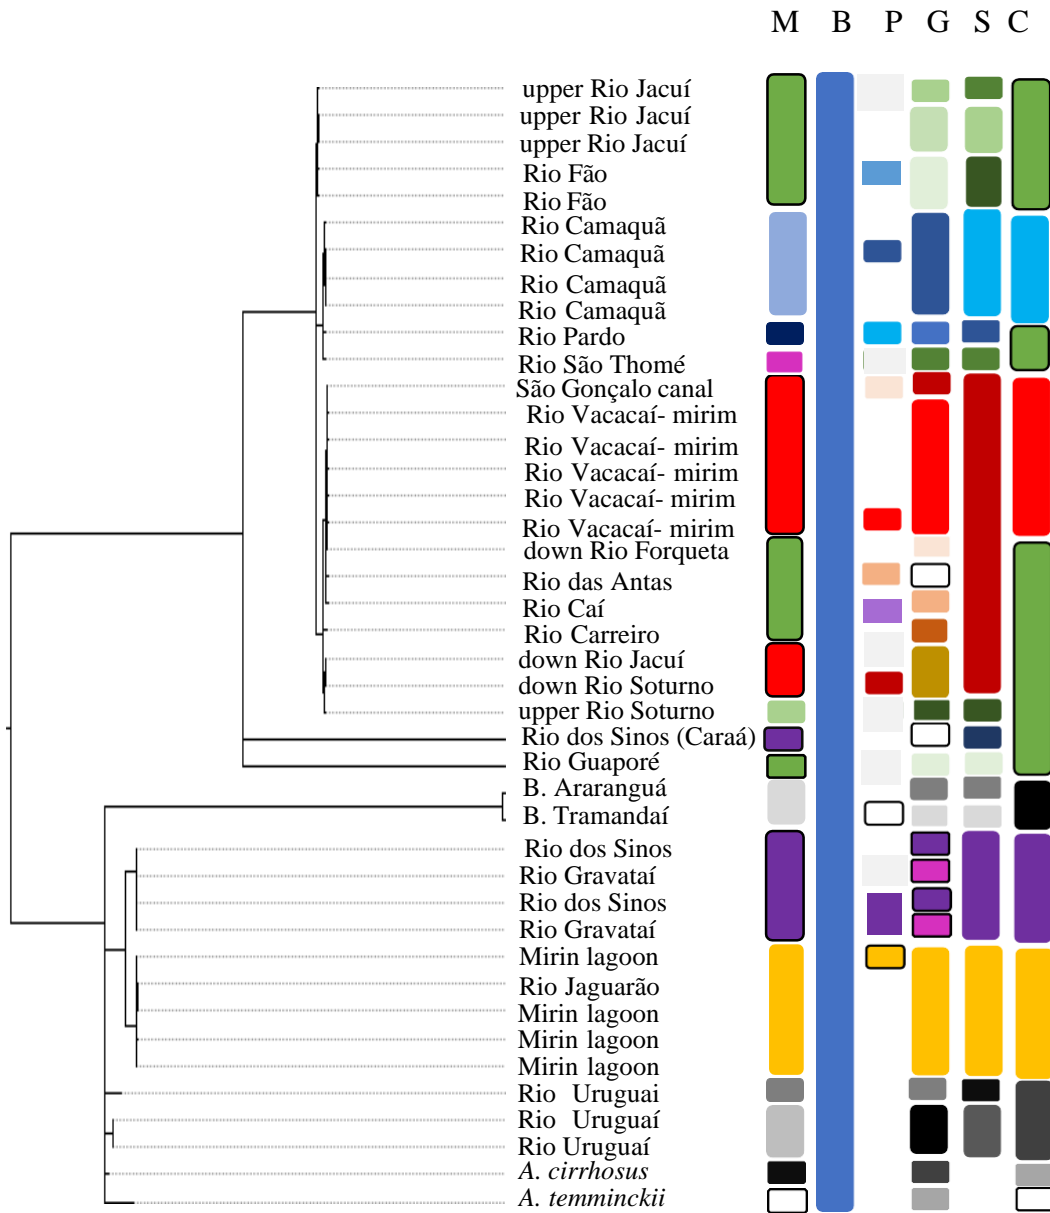 M B P G S C
upper Rio Jacuí
upper Rio Jacuí
upper Rio Jacuí
Rio Fão
Rio Fão
Rio Camaquã
Rio Camaquã
Rio Camaquã
Rio Camaquã
Rio Pardo
Rio São Thomé
São Gonçalo canal
Rio Vacacaí- mirim
Rio Vacacaí- mirim
Rio Vacacaí- mirim
Rio Vacacaí- mirim
Rio Vacacaí- mirim
down Rio Forqueta
Rio das Antas
Rio Caí
Rio Carreiro
down Rio Jacuí
down Rio Soturno
upper Rio Soturno
Rio dos Sinos (Caraá)
Rio Guaporé
B. Araranguá
B. Tramandaí
Rio dos Sinos
Rio Gravataí
Rio dos Sinos
Rio Gravataí
Mirin lagoon
Rio Jaguarão
Mirin lagoon
Mirin lagoon
Mirin lagoon
Rio Uruguai
Rio Uruguaí
Rio Uruguaí
A. cirrhosus
A. temminckii